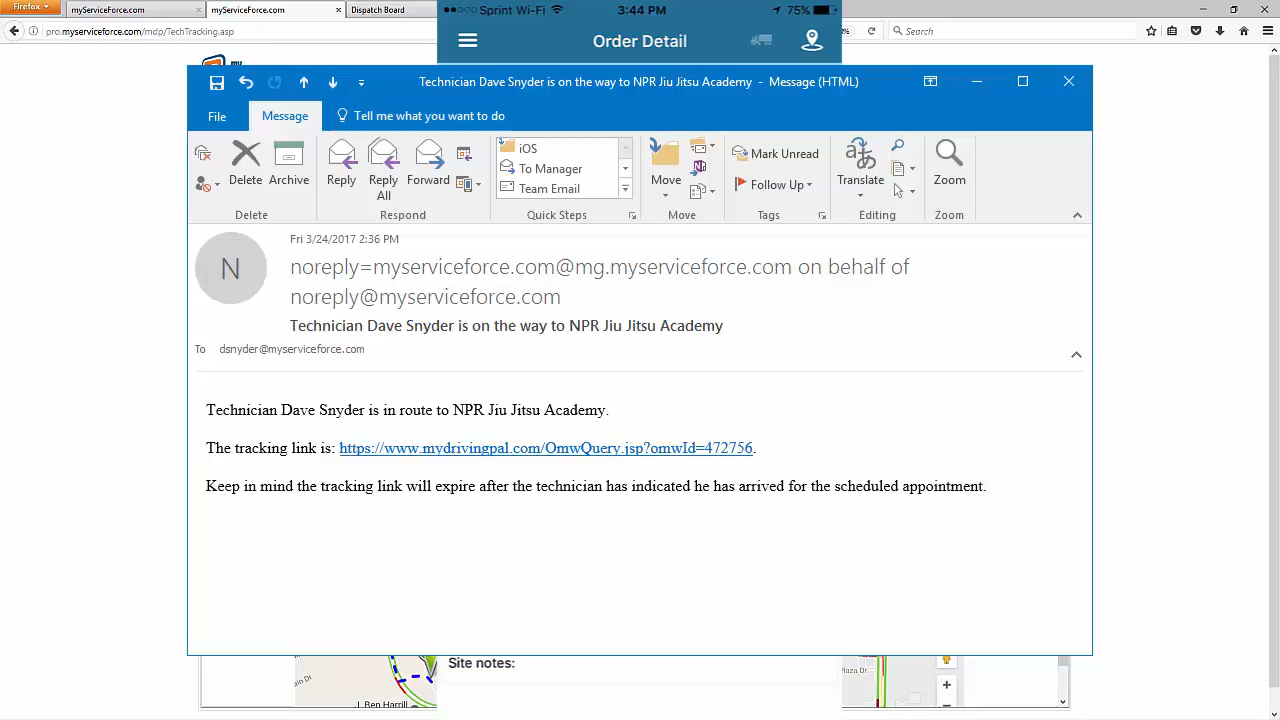 Firefox
myServiceForce.com
myServiceForce.com
Dispatch Board
Sprint Wi-Fi
3:44 PM
75%
pro.myserviceforce.com/mdp/TechTracking.asp
Order Detail
Search
my
Technician Dave Snyder is on the way to NPR Jiu Jitsu Academy - Message (HTML)
File
Message
Tell me what you want to do
Delete
Archive
Reply
Reply All
Forward
iOS
To Manager
Team Email
Move
Mark Unread
Follow Up
Translate
Zoom
Delete
Respond
Quick Steps
Move
Tags
Editing
Zoom
Fri 3/24/2017 2:36 PM
N
noreply=myserviceforce.com@mg.myserviceforce.com on behalf of
noreply@myserviceforce.com
Technician Dave Snyder is on the way to NPR Jiu Jitsu Academy
To dsnyder@myserviceforce.com
Technician Dave Snyder is in route to NPR Jiu Jitsu Academy.
The tracking link is: https://www.mydrivingpal.com/OmwQuery.jsp?omwId=472756.
Keep in mind the tracking link will expire after the technician has indicated he has arrived for the scheduled appointment.
Site notes:
Plaza Dr
ain Dr
J. Ben Harrill